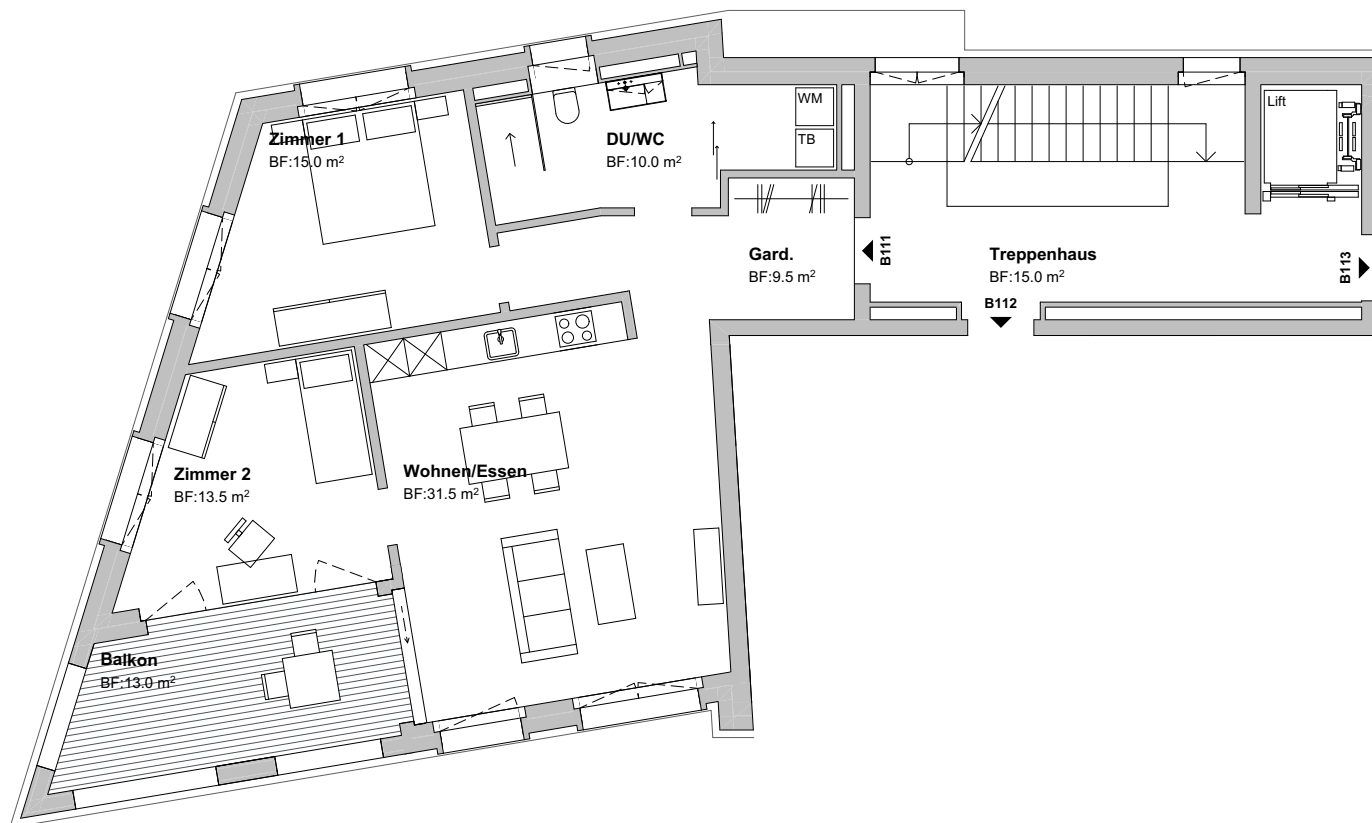 Zimmer 1
BF:15.0 m²
DU/WC
BF:10.0 m²
WM
TB
Lift
Gard.
BF:9.5 m²
B111
Treppenhaus
BF:15.0 m²
B112
B113
Zimmer 2
BF:13.5 m²
Wohnen/Essen
BF:31.5 m²
Balkon
BF:13.0 m²